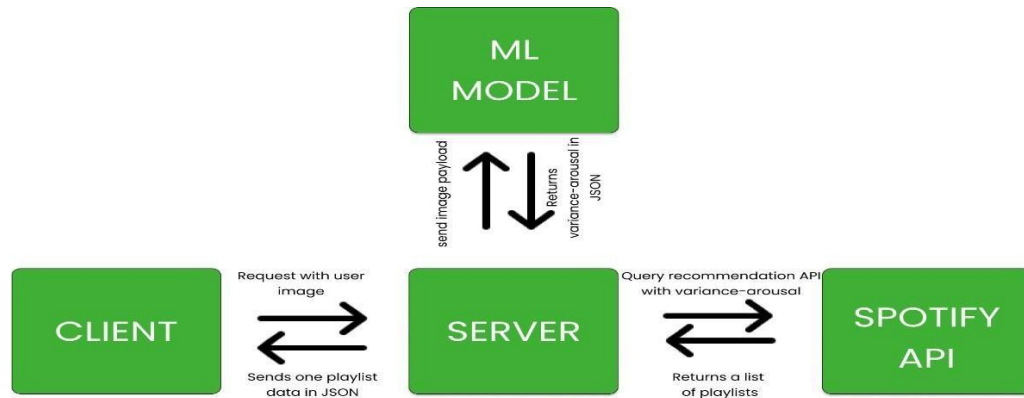 ML
MODEL
send image payload
Returns
variance-arousal in
JSON
CLIENT
Request with user
image
Sends one playlist
data in JSON
SERVER
Query recommendation API
with variance-arousal
Returns a list
of playlists
SPOTIFY
API